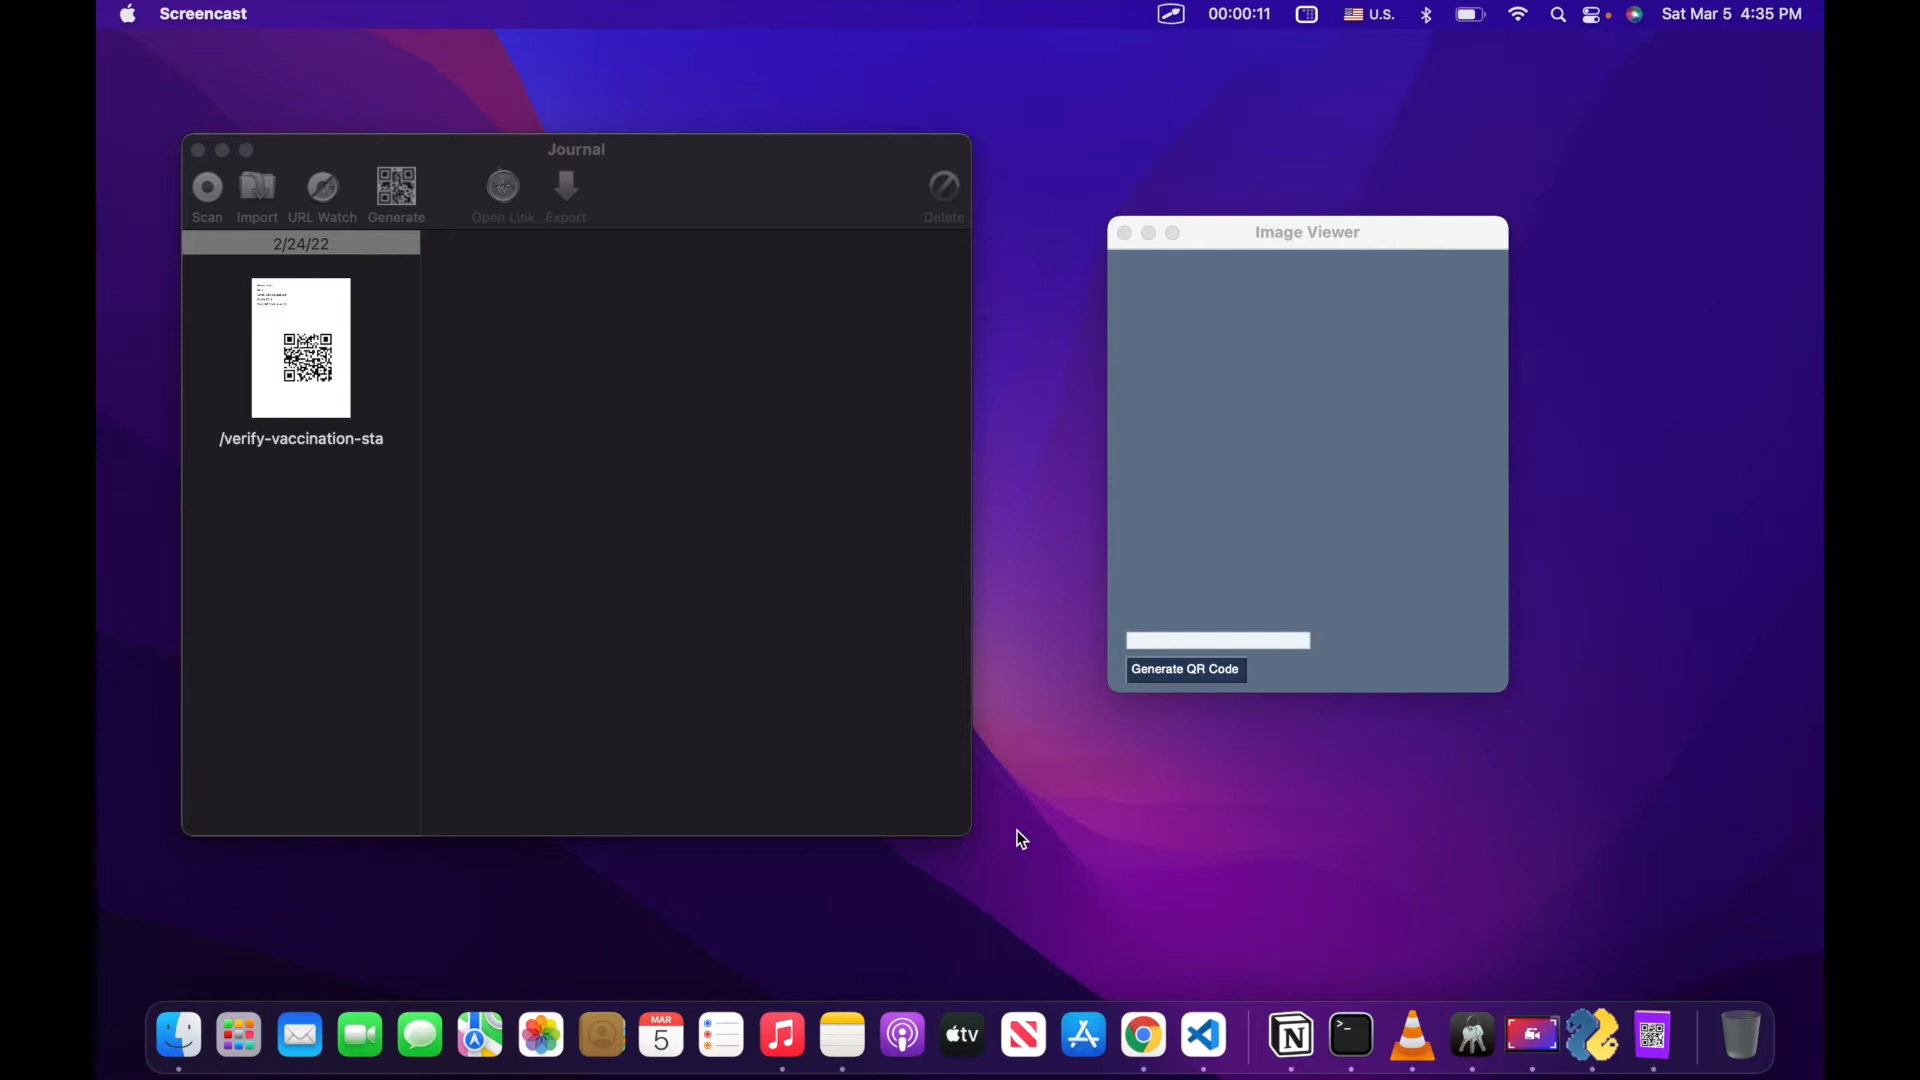 Screencast
00:00:11
U.S.
Sat Mar 5 4:35 PM
Journal
Scan
Import
URL Watch
Generate
Open Link
Export
Delete
2/24/22
/verify-vaccination-sta
Image Viewer
Generate QR Code
MAR
5
tv